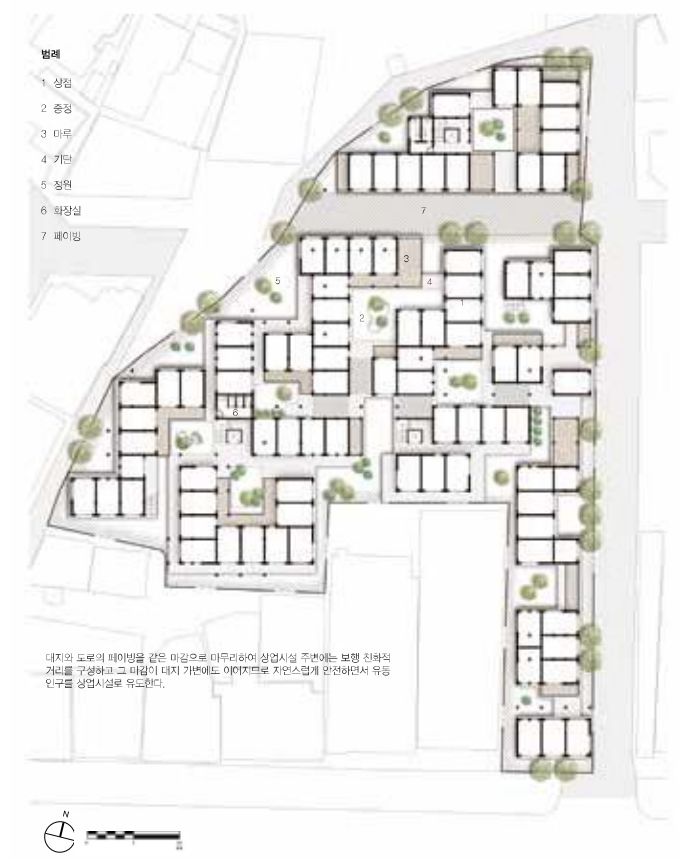 범례
1 상점
2 중정
3 마루
4 기단
5 정원
6 화장실
7 페이빙
7
3
5
4
1
2
6
대지와 도로의 페이빙을 같은 마감으로 마무리하여 상업시설 주변에는 보행 친화적
거리를 구성하고 그 마감이 대지 가변에도 이어지므로 자연스럽게 안전하면서 유동
인구를 상업시설로 유도한다.
N